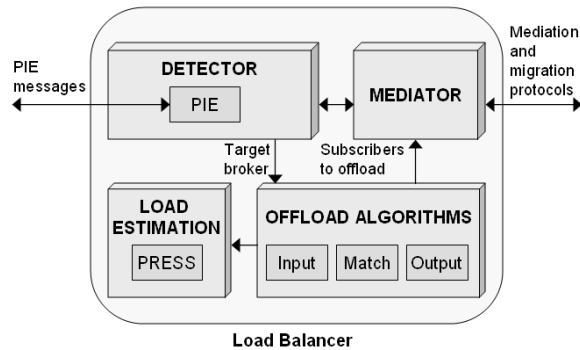 PIE
messages
DETECTOR
PIE
MEDIATOR
Mediation
and
migration
protocols
Target
broker
Subscribers
to offload
LOAD
ESTIMATION
PRESS
OFFLOAD ALGORITHMS
Input
Match
Output
Load Balancer